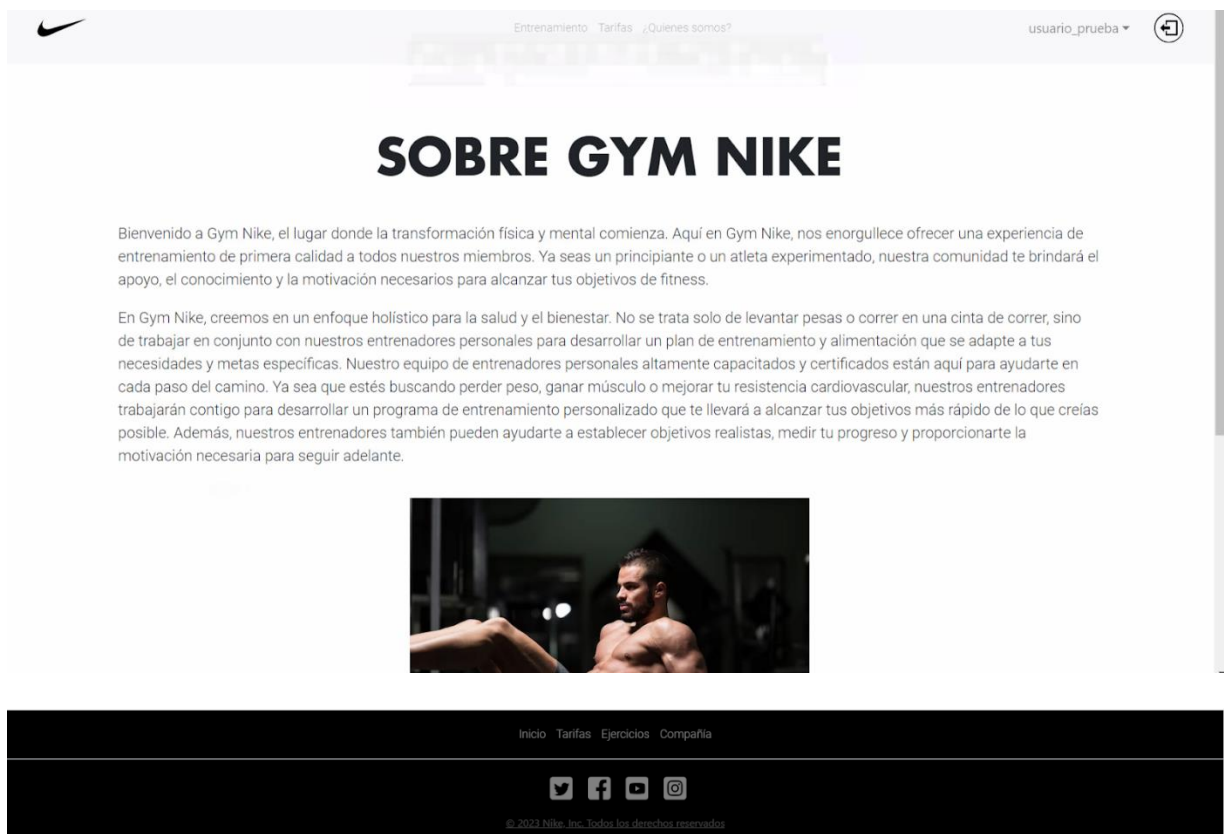 Entrenamiento Tarifas ¿Quienes somos?
usuario_prueba
SOBRE GYM NIKE
Bienvenido a Gym Nike, el lugar donde la transformación física y mental comienza. Aquí en Gym Nike, nos enorgullece ofrecer una experiencia de
entrenamiento de primera calidad a todos nuestros miembros. Ya seas un principiante o un atleta experimentado, nuestra comunidad te brindará el
apoyo, el conocimiento y la motivación necesarios para alcanzar tus objetivos de fitness.
En Gym Nike, creemos en un enfoque holístico para la salud y el bienestar. No se trata solo de levantar pesas o correr en una cinta de correr, sino
de trabajar en conjunto con nuestros entrenadores personales para desarrollar un plan de entrenamiento y alimentación que se adapte a tus
necesidades y metas específicas. Nuestro equipo de entrenadores personales altamente capacitados y certificados están aquí para ayudarte en
cada paso del camino. Ya sea que estés buscando perder peso, ganar músculo o mejorar tu resistencia cardiovascular, nuestros entrenadores
trabajarán contigo para desarrollar un programa de entrenamiento personalizado que te llevará a alcanzar tus objetivos más rápido de lo que creías
posible. Además, nuestros entrenadores también pueden ayudarte a establecer objetivos realistas, medir tu progreso y proporcionarte la
motivación necesaria para seguir adelante.
Inicio Tarifas Ejercicios Compañía
© 2023 Nike, Inc. Todos los derechos reservados